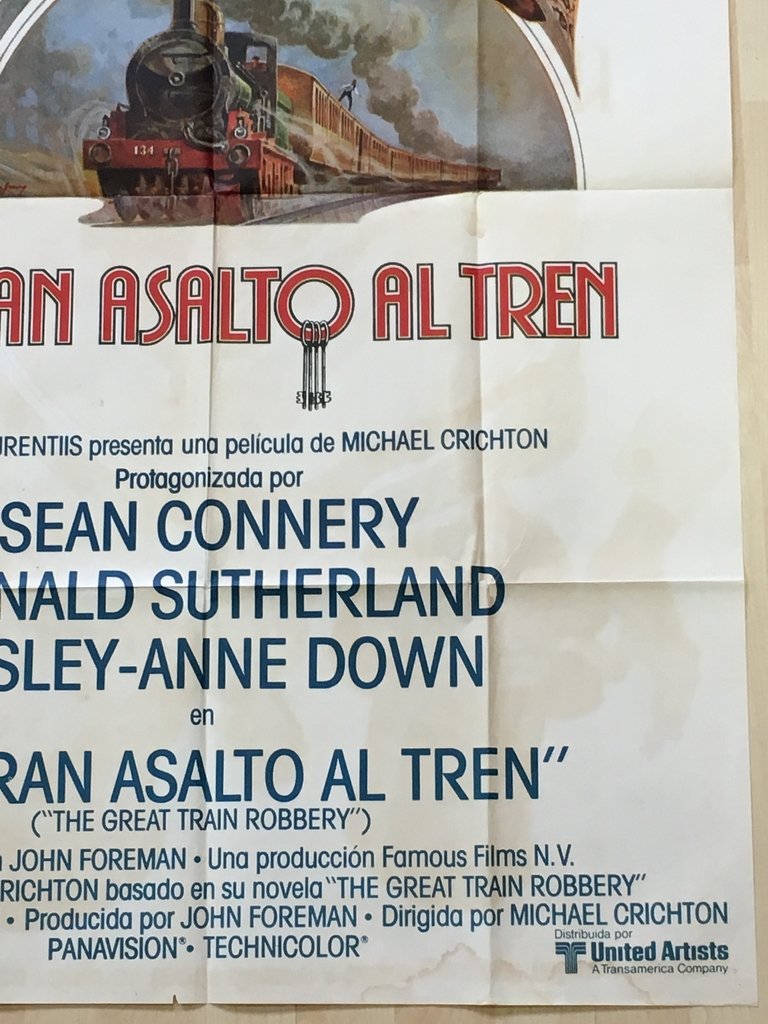 134
AN ASALTO AL TREN
URENTIIS presenta una película de MICHAEL CRICHTON
Protagonizada por
SEAN CONNERY
NALD SUTHERLAND
SLEY-ANNE DOWN
en
RAN ASALTO AL TREN"
("THE GREAT TRAIN ROBBERY")
JOHN FOREMAN • Una producción Famous Films N.V.
RICHTON basado en su novela "THE GREAT TRAIN ROBBERY"
• Producida por JOHN FOREMAN • Dirigida por MICHAEL CRICHTON
PANAVISION® • TECHNICOLOR®
Distribuida por
United Artists
A Transamerica Company